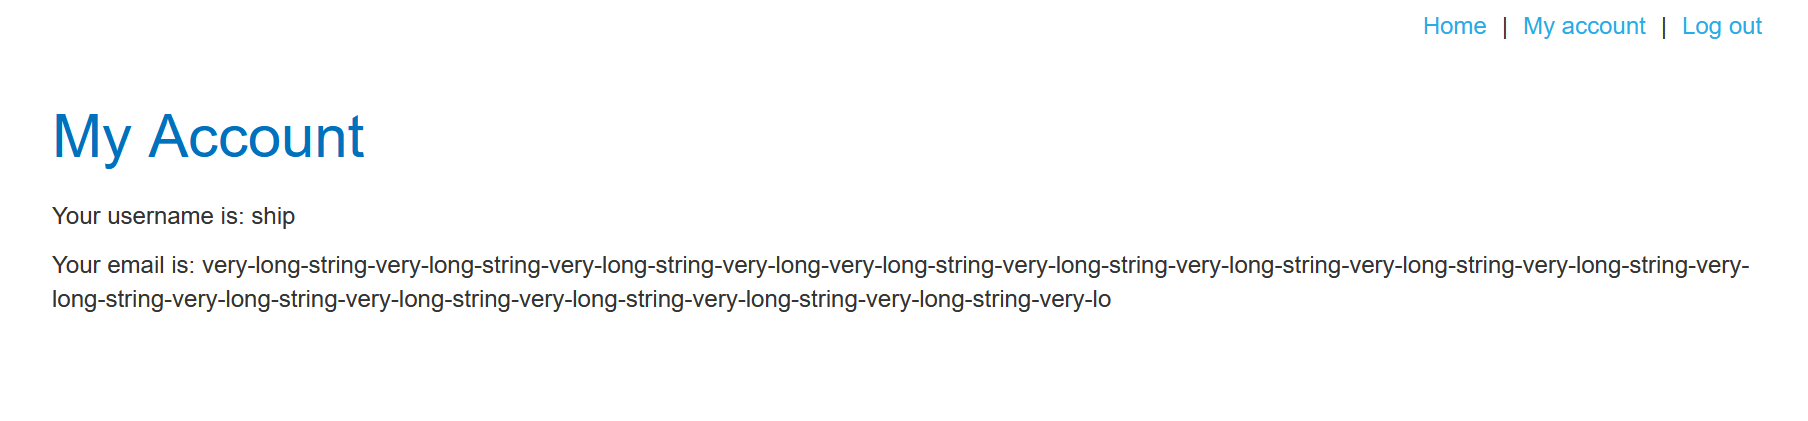 Home | My account | Log out
My Account
Your username is: ship
Your email is: very-long-string-very-long-string-very-long-string-very-long-very-long-string-very-long-string-very-long-string-very-long-string-very-long-string-very-
long-string-very-long-string-very-long-string-very-long-string-very-long-string-very-long-string-very-lo